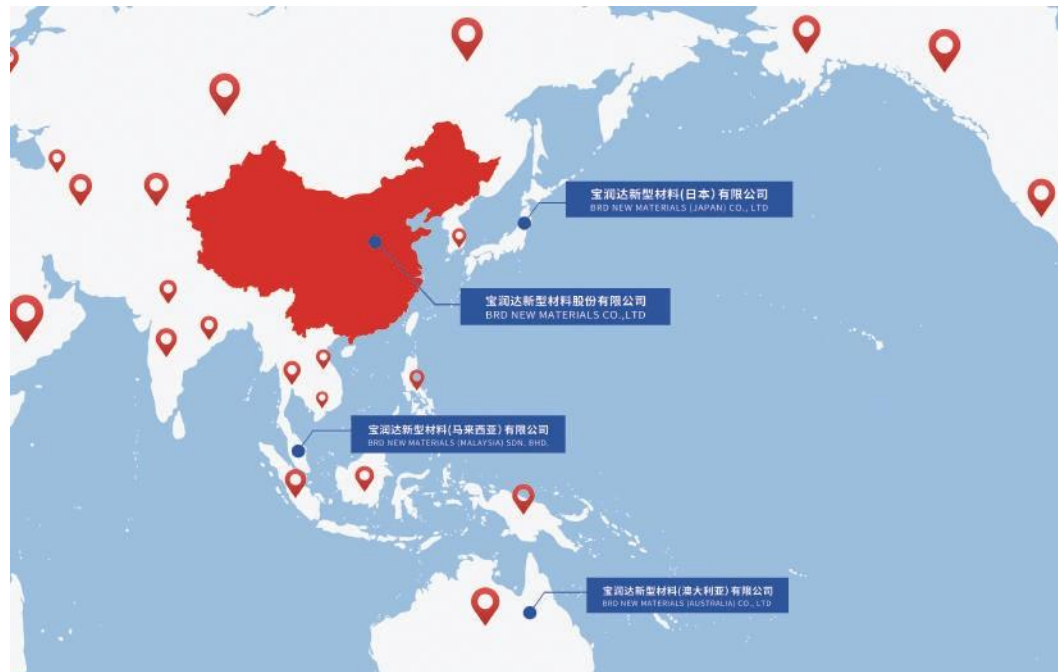 宝润达新型材料(日本)有限公司
BRD NEW MATERIALS (JAPAN) CO., LTD
宝润达新型材料股份有限公司
BRD NEW MATERIALS CO.,LTD
宝润达新型材料(马来西亚)有限公司
BRD NEW MATERIALS (MALAYSIA) SDN. BHD.
宝润达新型材料(澳大利亚)有限公司
BRD NEW MATERIALS (AUSTRALIA) CO., LTD